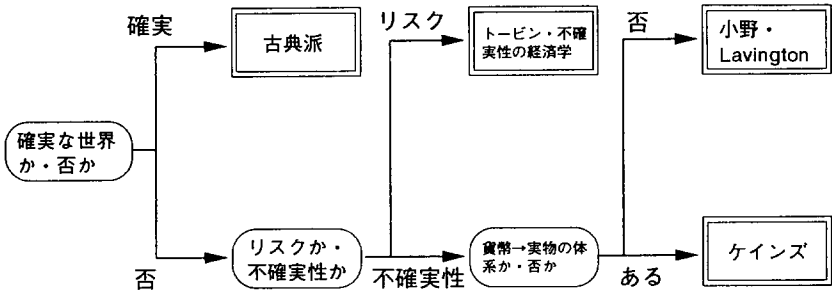 確実
古典派
リスク
トービン・不確
実性の経済学
否
小野・
Lavington
確実な世界
か・否か
否
リスクか・
不確実性か
不確実性
貨幣→実物の体
系か・否か
ある
ケインズ